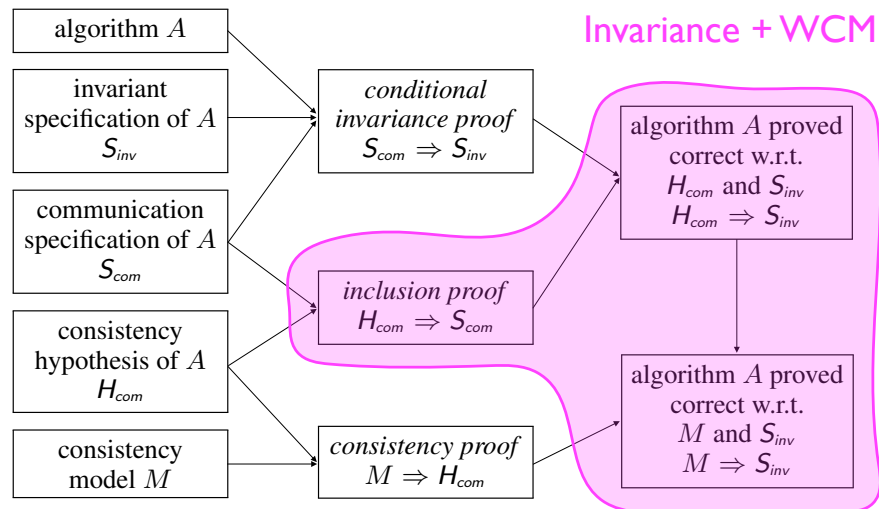 algorithm A
Invariance + WCM
invariant
specification of A
S_inv
conditional
invariance proof
S_com ⇒ S_inv
algorithm A proved
correct w.r.t.
H_com and S_inv
H_com ⇒ S_inv
communication
specification of A
S_com
inclusion proof
H_com ⇒ S_com
consistency
hypothesis of A
H_com
algorithm A proved
correct w.r.t.
M and S_inv
M ⇒ S_inv
consistency
model M
consistency proof
M ⇒ H_com